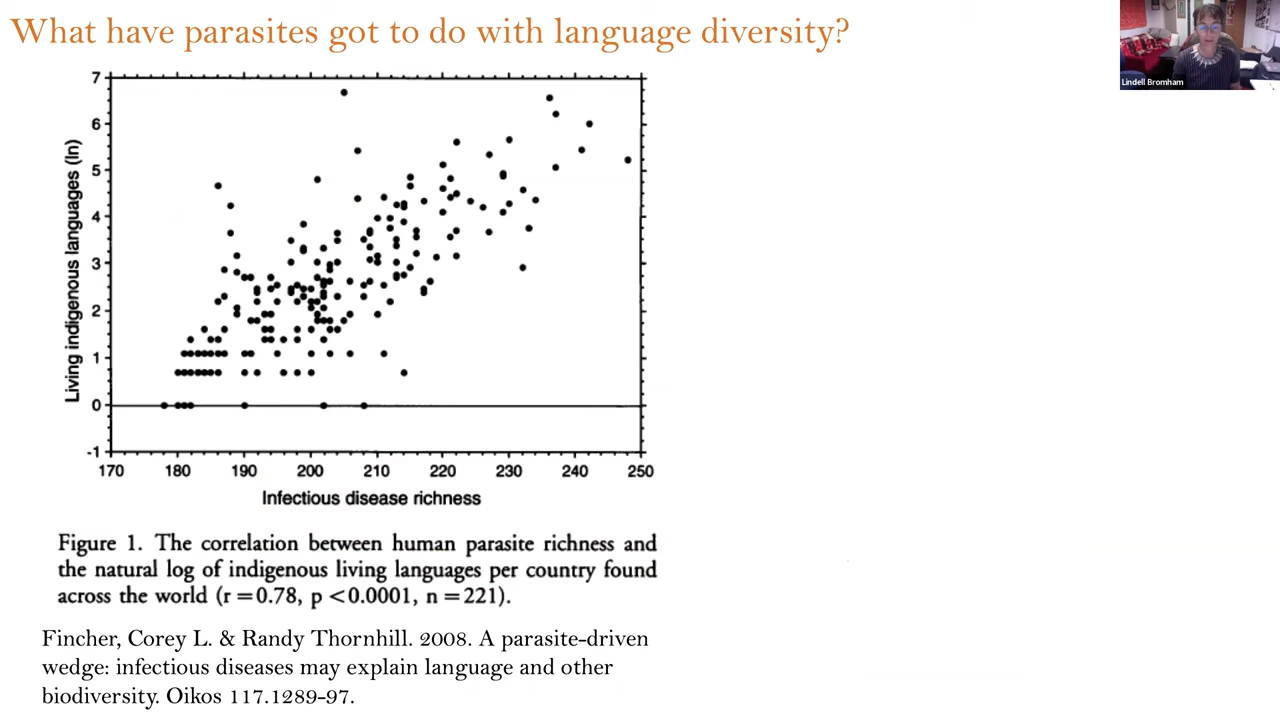 What have parasites got to do with language diversity?
Lindell Bromham
7
6
5
4
3
2
1
0
-1
Living indigenous languages (ln)
170 180 190 200 210 220 230 240 250
Infectious disease richness
Figure 1. The correlation between human parasite richness and
the natural log of indigenous living languages per country found
across the world (r = 0.78, p < 0.0001, n = 221).
Fincher, Corey L. & Randy Thornhill. 2008. A parasite-driven
wedge: infectious diseases may explain language and other
biodiversity. Oikos 117.1289-97.